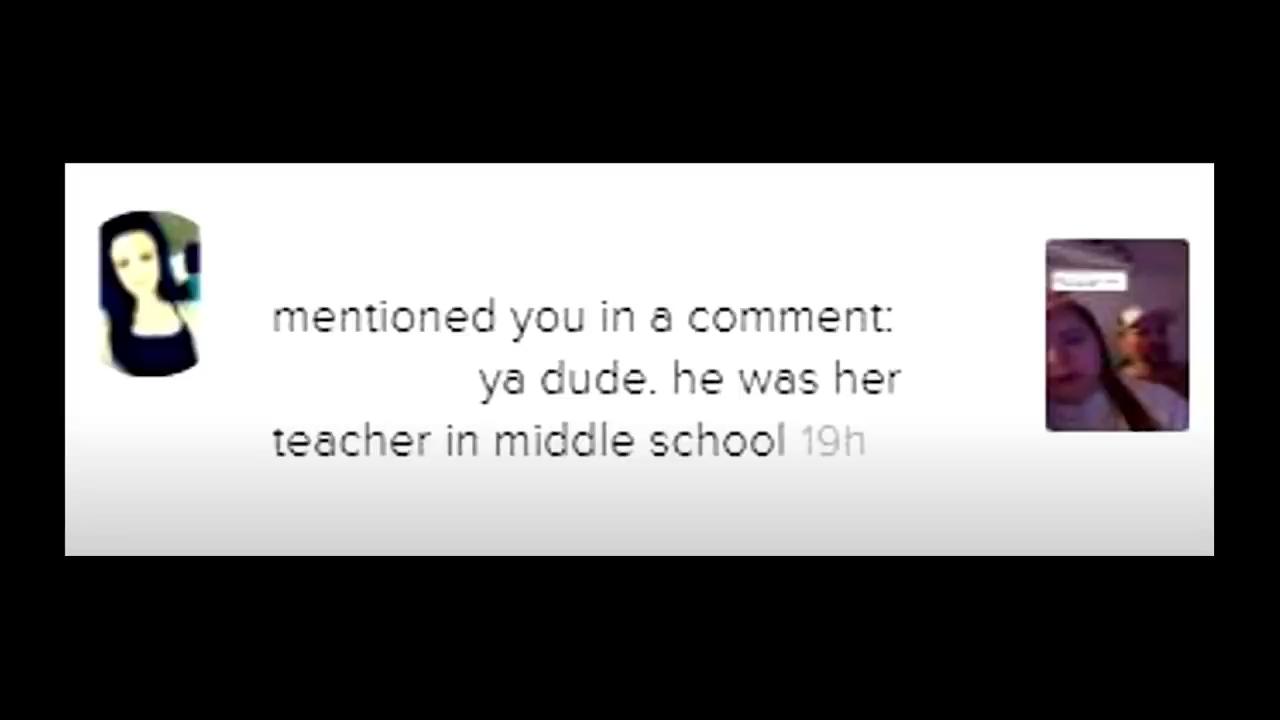 mentioned you in a comment:
ya dude. he was her
teacher in middle school 19h